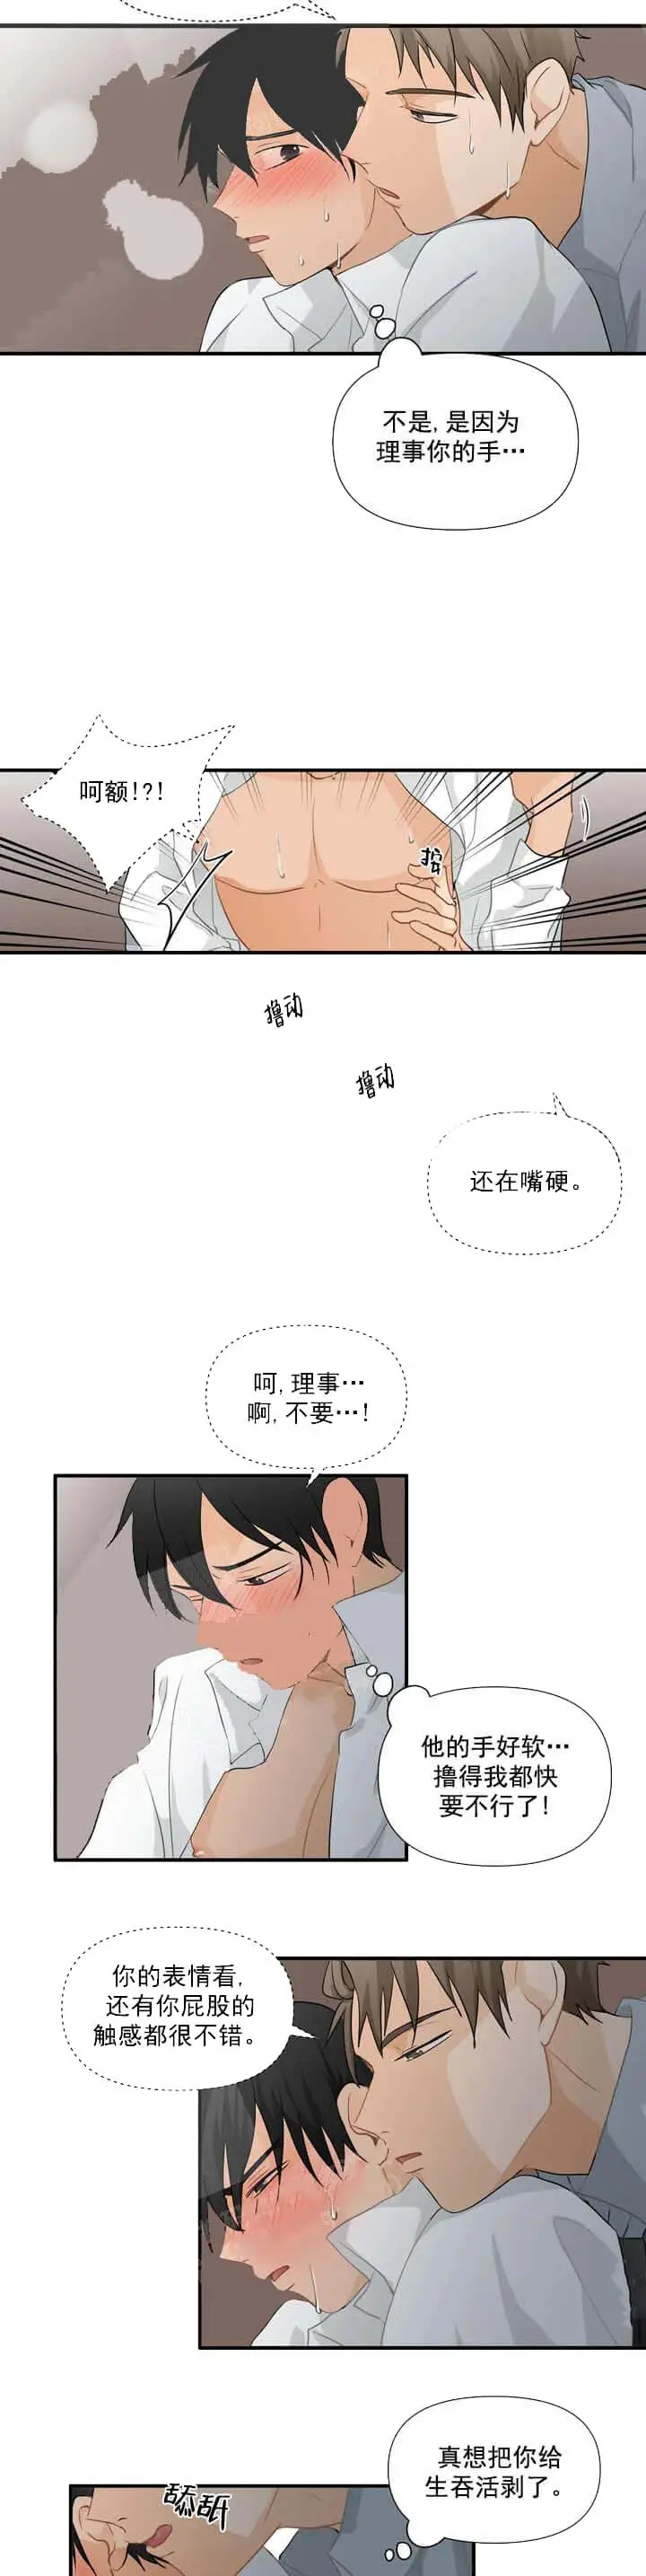 不是,是因为
理事你的手…
呵额!?!
按
撸动
撸动
还在嘴硬。
呵,理事…
啊,不要…!
他的手好软…
撸得我都快
要不行了!
你的表情看,
还有你屁股的
触感都很不错。
真想把你给
生吞活剥了。
舔舐